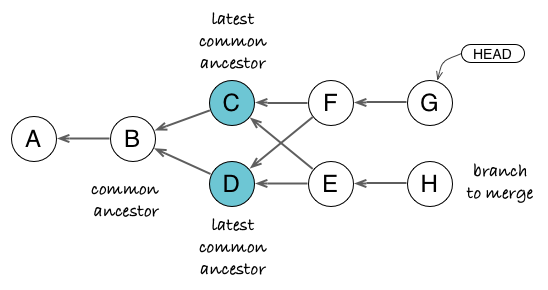 latest
common
ancestor
HEAD
C
F
G
A
B
D
E
H
branch
to merge
common
ancestor
latest
common
ancestor